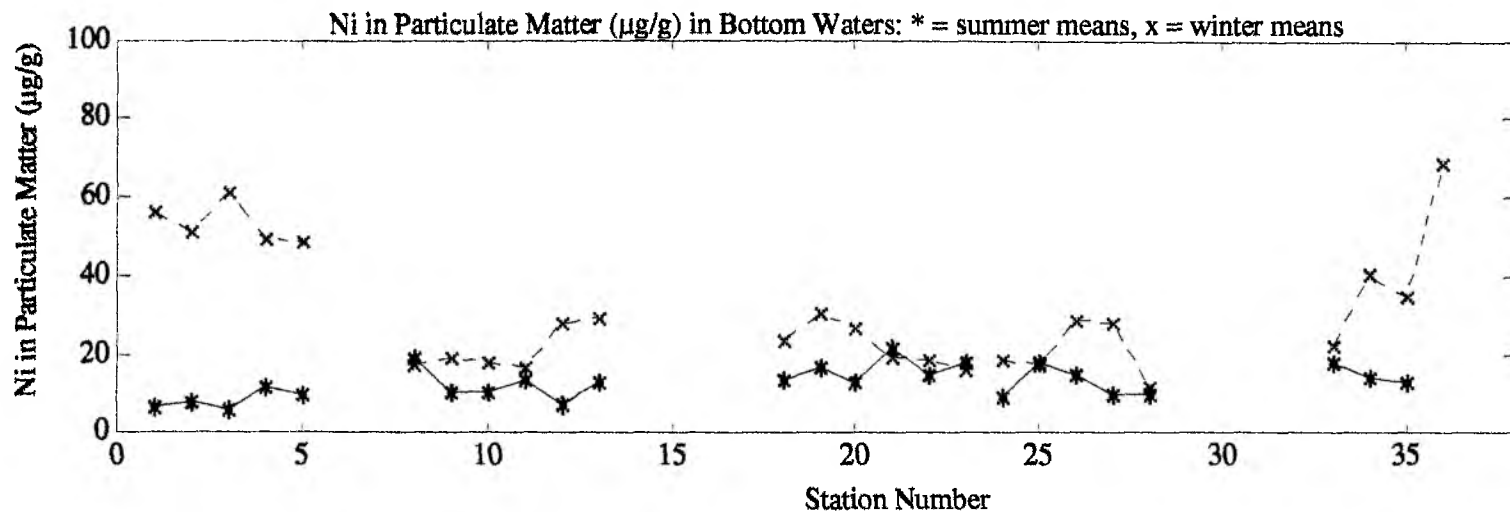 Ni in Particulate Matter (µg/g) in Bottom Waters: * = summer means, x = winter means
Ni in Particulate Matter (µg/g)
100
80
60
40
20
0
0 5 10 15 20 25 30 35
Station Number